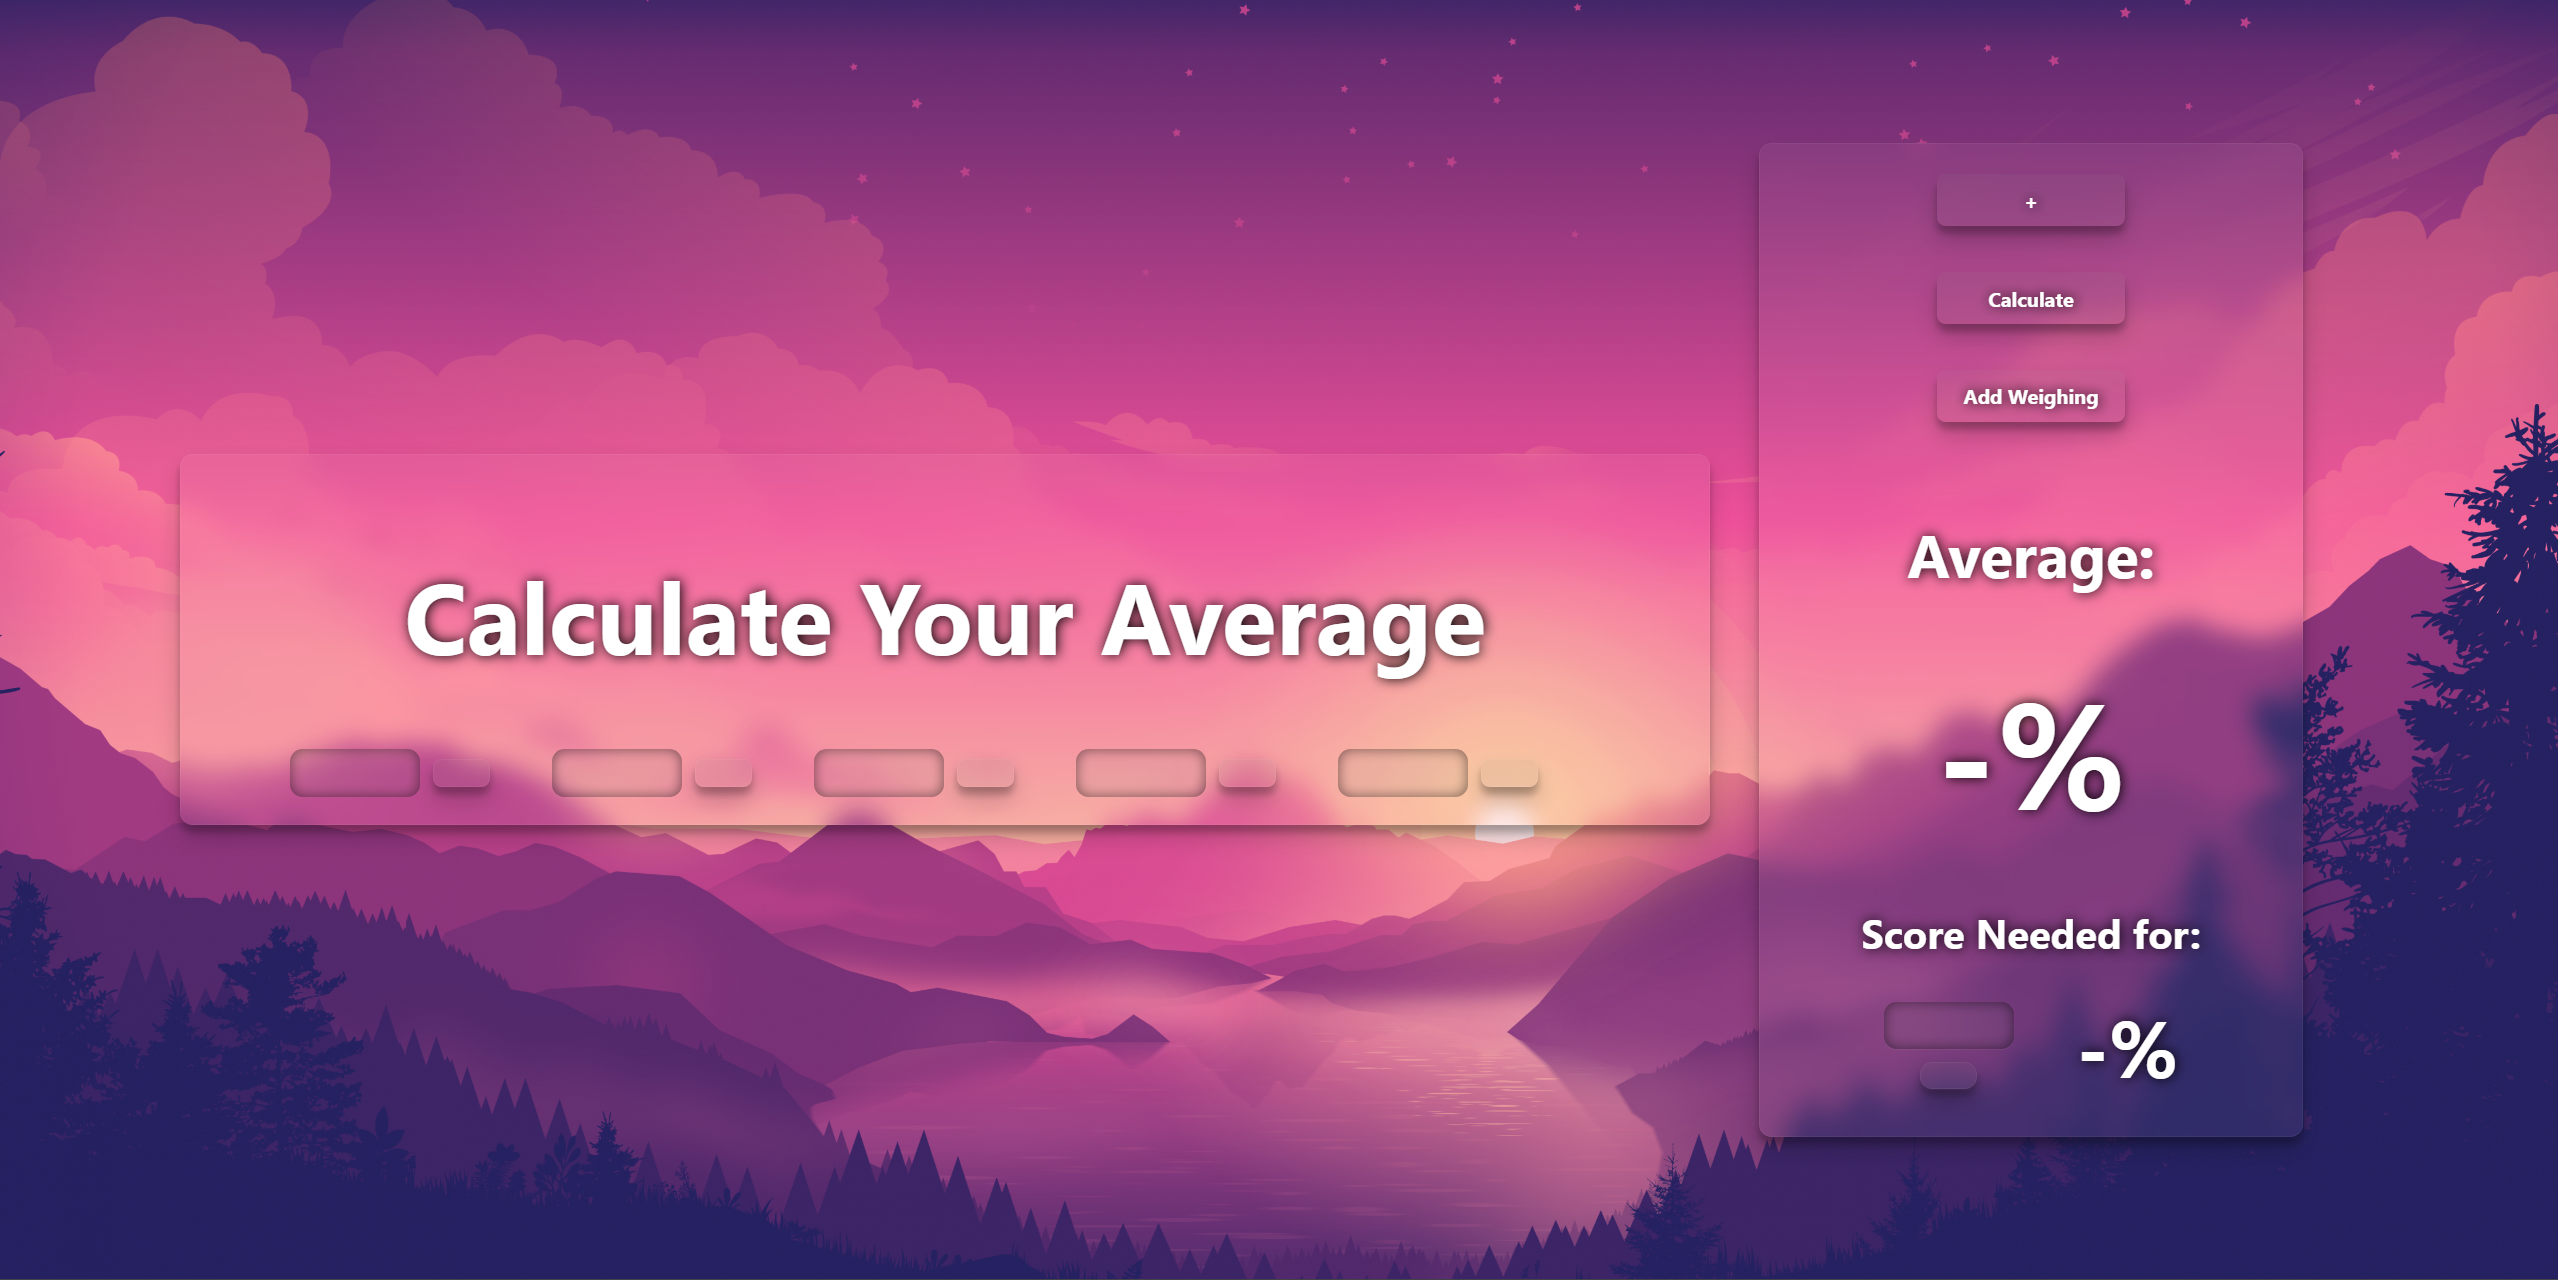 Calculate Your Average
+
Calculate
Add Weighing
Average:
-%
Score Needed for:
-%